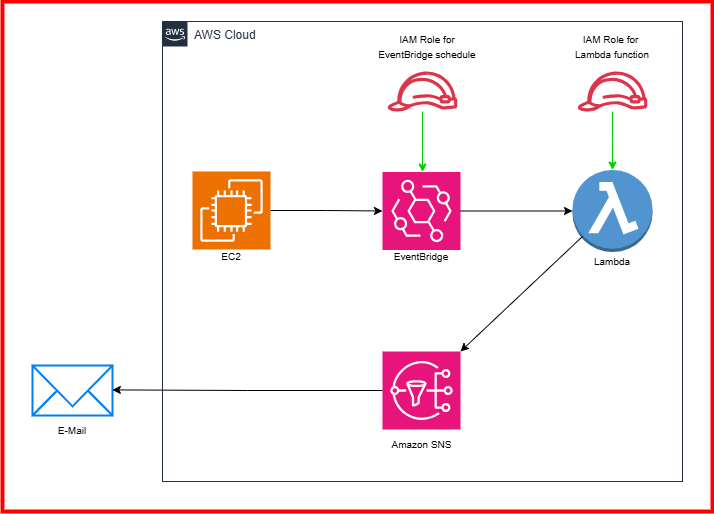 aws
AWS Cloud
IAM Role for
EventBridge schedule
IAM Role for
Lambda function
EC2
EventBridge
Lambda
E-Mail
Amazon SNS